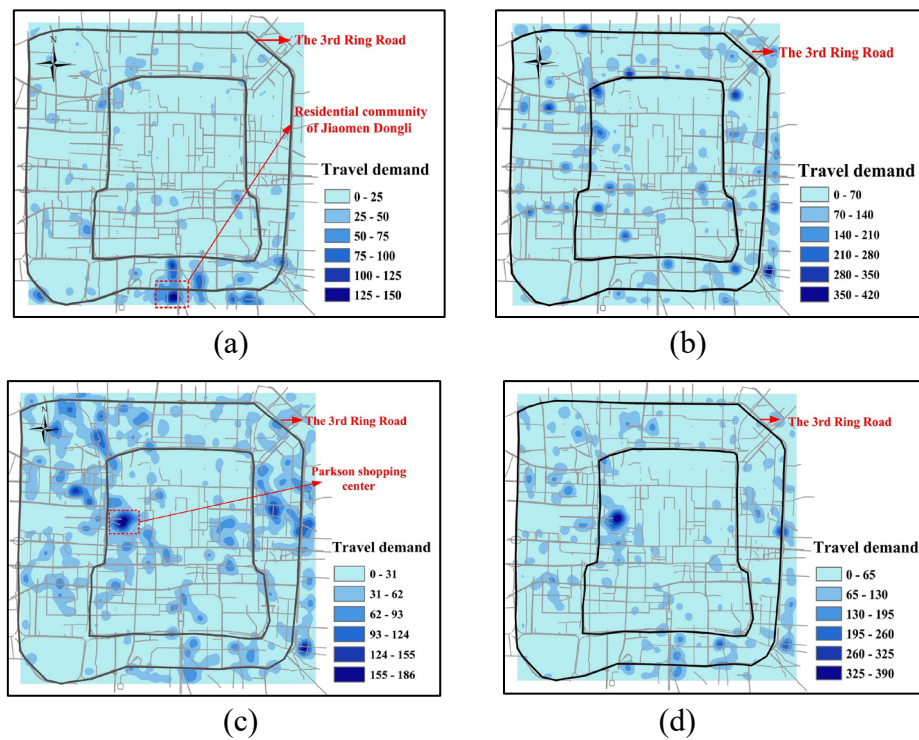 N
The 3rd Ring Road
Residential community
of Jiaomen Dongli
Travel demand
0 - 25
25 - 50
50 - 75
75 - 100
100 - 125
125 - 150
(a)
N
The 3rd Ring Road
Travel demand
0 - 70
70 - 140
140 - 210
210 - 280
280 - 350
350 - 420
(b)
N
The 3rd Ring Road
Parkson shopping
center
Travel demand
0 - 31
31 - 62
62 - 93
93 - 124
124 - 155
155 - 186
(c)
N
The 3rd Ring Road
Travel demand
0 - 65
65 - 130
130 - 195
195 - 260
260 - 325
325 - 390
(d)